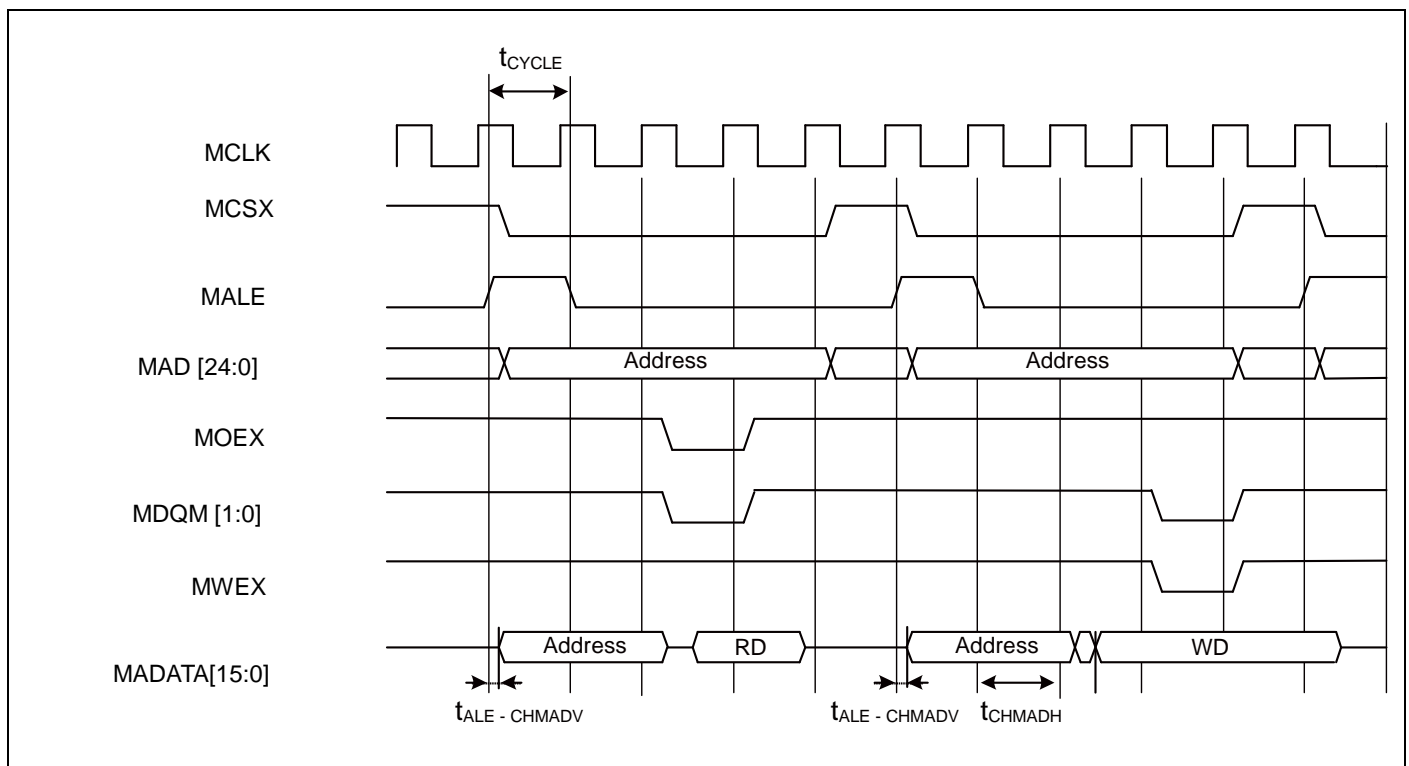 tCYCLE
MCLK
MCSX
MALE
MAD [24:0] Address Address
MOEX
MDQM [1:0]
MWEX
MADATA[15:0] Address RD Address WD
tALE - CHMADV tALE - CHMADV tCHMADH